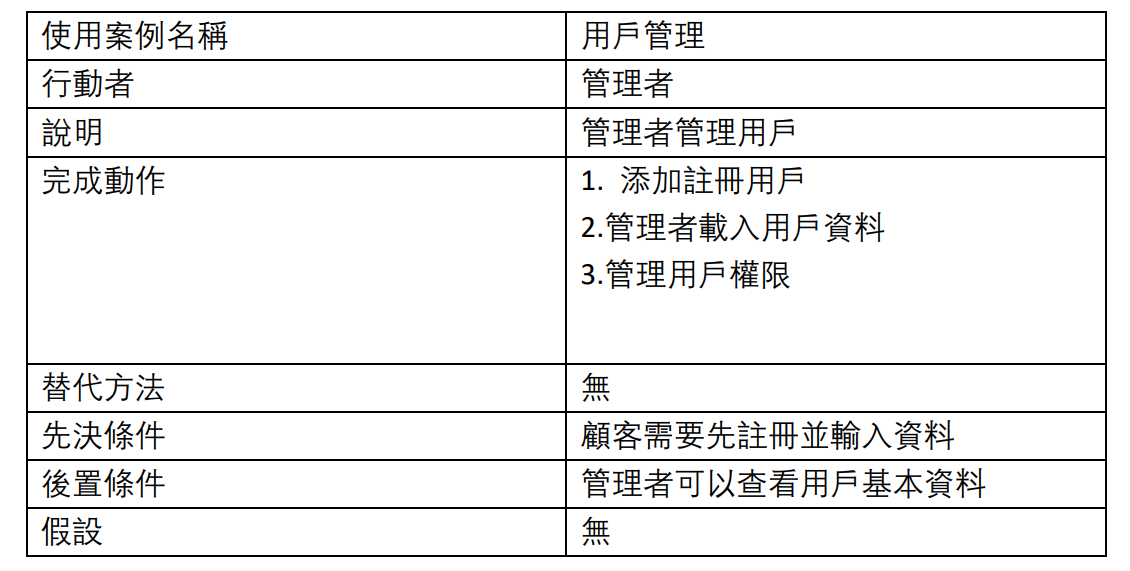 使用案例名稱 用戶管理
行動者 管理者
說明 管理者管理用戶
完成動作 1. 添加註冊用戶
2.管理者載入用戶資料
3.管理用戶權限
替代方法 無
先決條件 顧客需要先註冊並輸入資料
後置條件 管理者可以查看用戶基本資料
假設 無